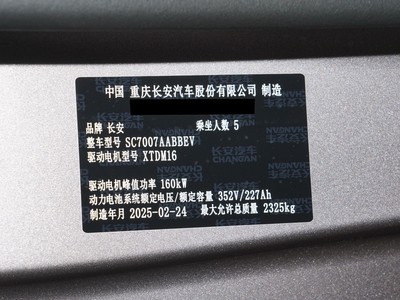 中国 重庆长安汽车股份有限公司 制造
品牌 长安 乘坐人数 5
整车型号 SC7007AABBEV
驱动电机型号 XTDM16
驱动电机峰值功率 160kW
动力电池系统额定电压/额定容量 352V/227Ah
制造年月 2025-02-24 最大允许总质量 2325kg